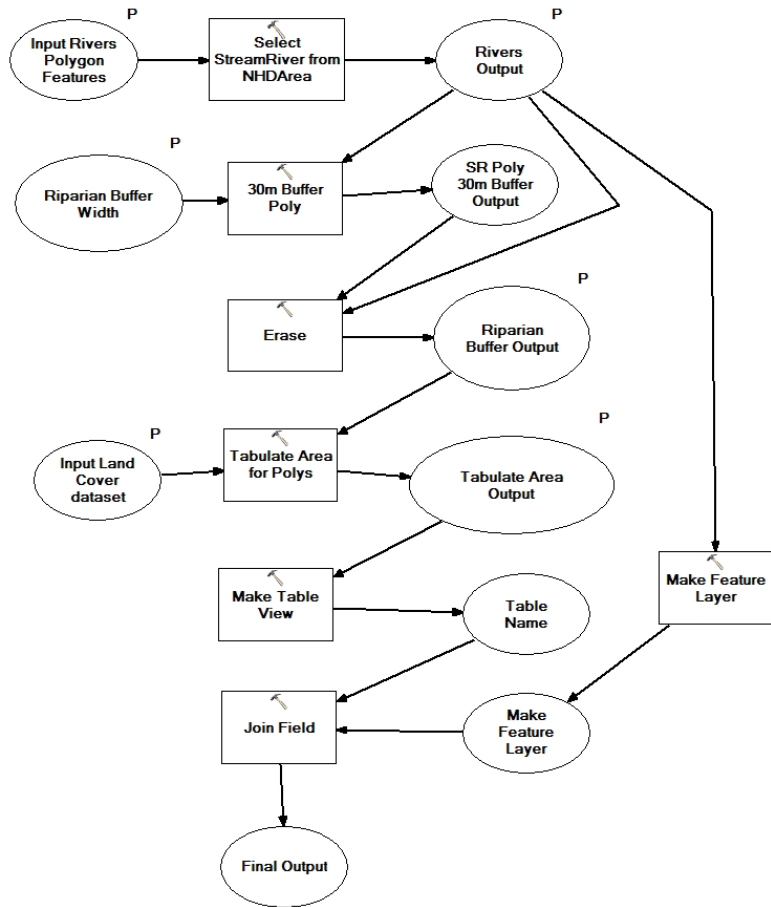 P
P
Input Rivers
Polygon
Features
Select
StreamRiver from
NHDArea
Rivers
Output
P
Riparian Buffer
Width
30m Buffer
Poly
SR Poly
30m Buffer
Output
P
Erase
Riparian
Buffer Output
P
P
Input Land
Cover
dataset
Tabulate Area
for Polys
Tabulate Area
Output
Make Table
View
Table
Name
Make Feature
Layer
Join Field
Make
Feature
Layer
Final Output